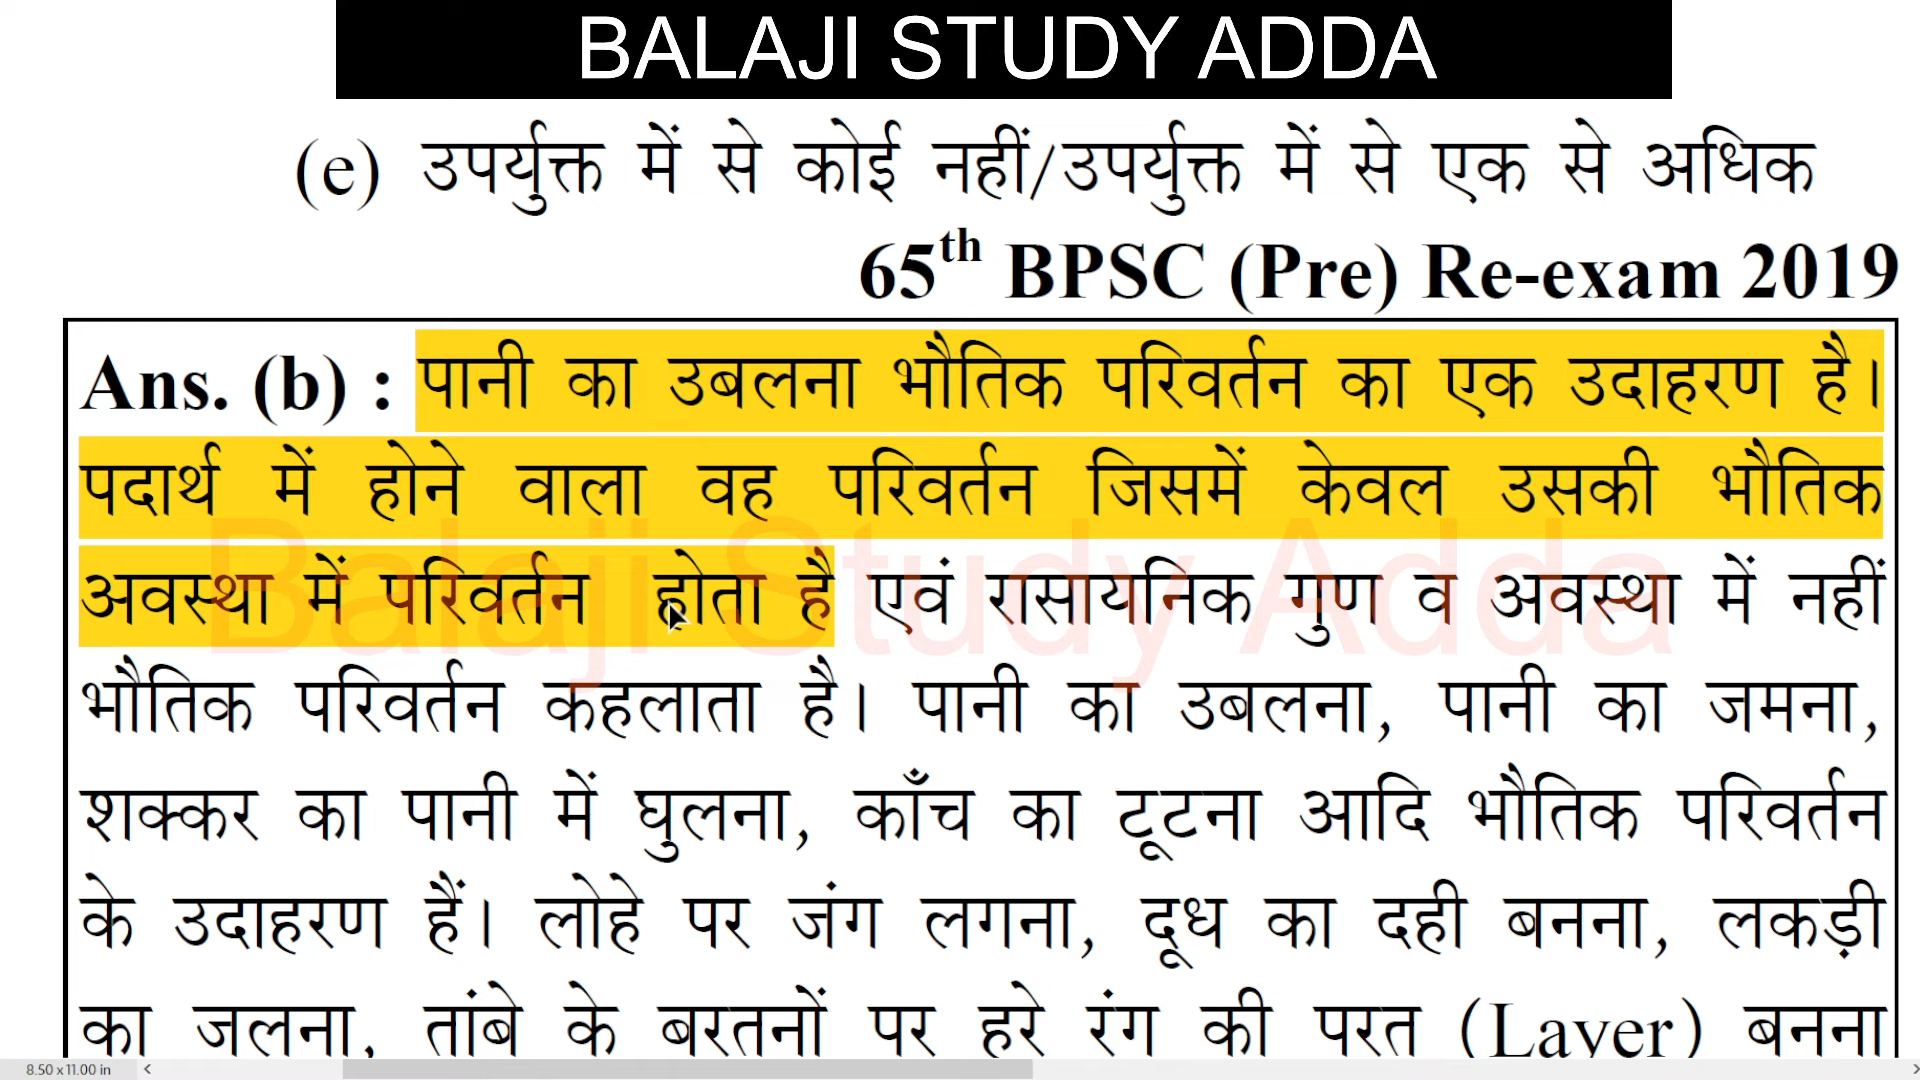 BALAJI STUDY ADDA
(e) उपर्युक्त में से कोई नहीं/उपर्युक्त में से एक से अधिक
65th BPSC (Pre) Re-exam 2019
Ans. (b) : पानी का उबलना भौतिक परिवर्तन का एक उदाहरण है।
पदार्थ में होने वाला वह परिवर्तन जिसमें केवल उसकी भौतिक
अवस्था में परिवर्तन होता है एवं रासायनिक गुण व अवस्था में नहीं
Balaji Study Adda
भौतिक परिवर्तन कहलाता है। पानी का उबलना, पानी का जमना,
शक्कर का पानी में घुलना, काँच का टूटना आदि भौतिक परिवर्तन
के उदाहरण हैं। लोहे पर जंग लगना, दूध का दही बनना, लकड़ी
का जलना, तांबे के बरतनों पर हरे रंग की परत (Layer) बनना
8.50 x 11.00 in